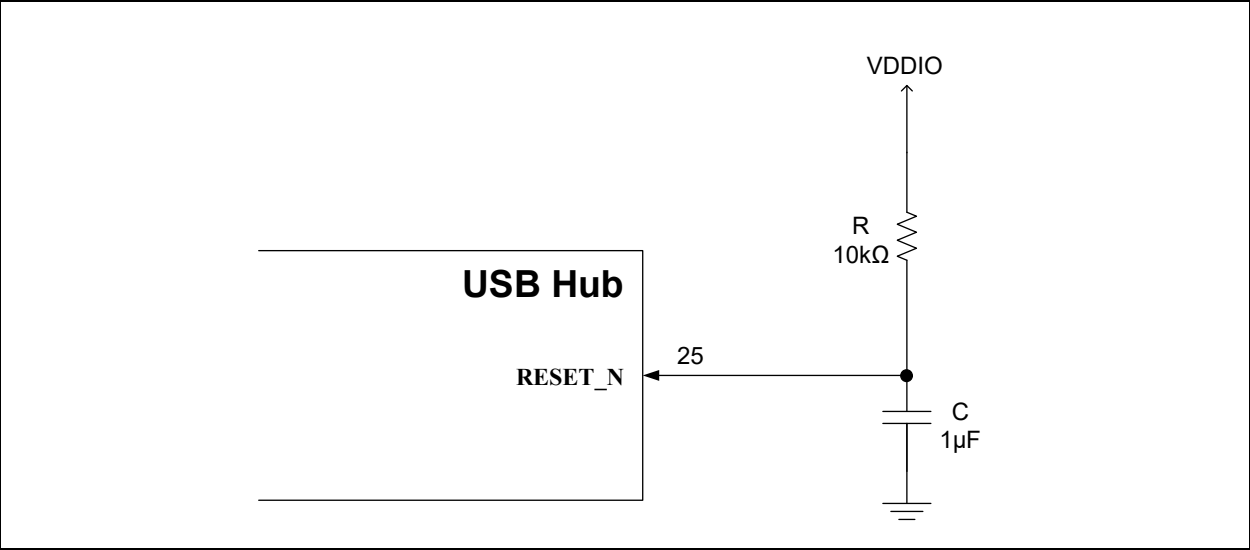 VDDIO
R
10kΩ
USB Hub
25
RESET_N
C
1µF